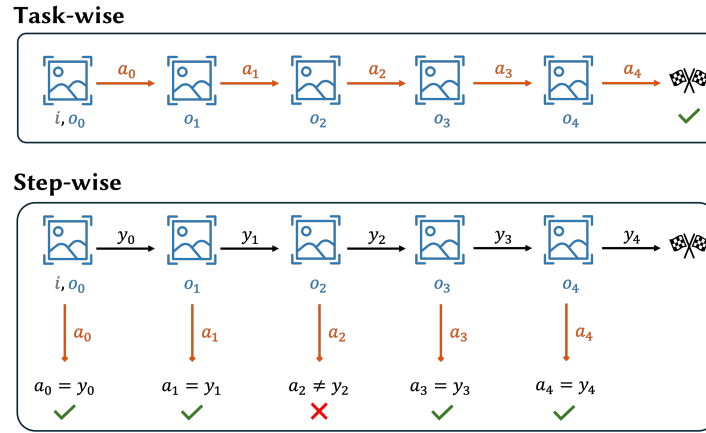 Task-wise
a₀ a₁ a₂ a₃ a₄
i, o₀ o₁ o₂ o₃ o₄
Step-wise
y₀ y₁ y₂ y₃ y₄
i, o₀ o₁ o₂ o₃ o₄
a₀ a₁ a₂ a₃ a₄
a₀ = y₀ a₁ = y₁ a₂ ≠ y₂ a₃ = y₃ a₄ = y₄